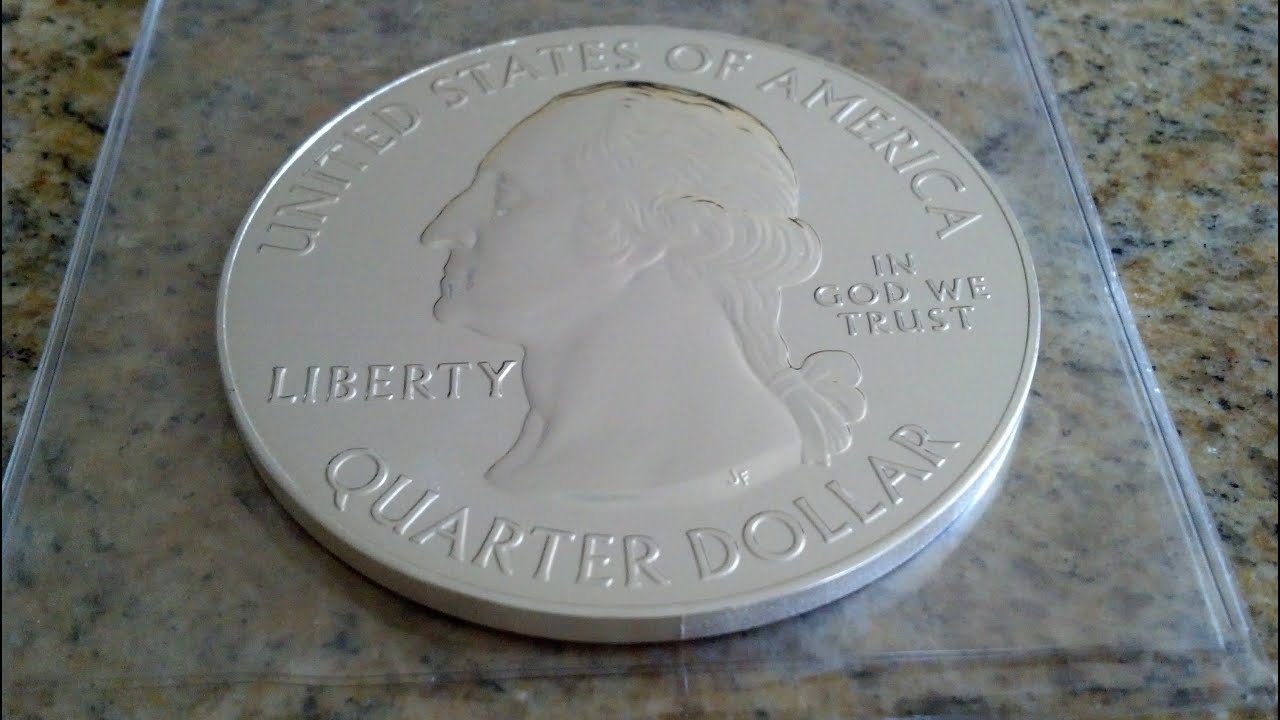 UNITED STATES OF AMERICA
IN
GOD WE
TRUST
LIBERTY
JF
QUARTER DOLLAR